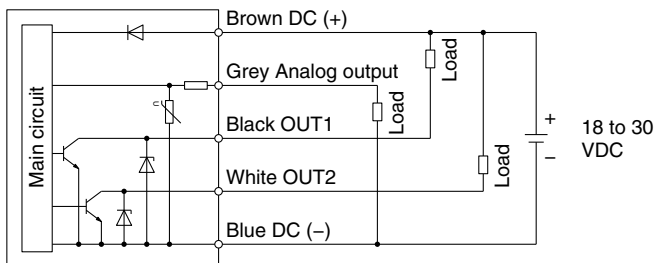 Brown DC (+)
Grey Analog output
Load
Load
Main circuit
u
Black OUT1
+
18 to 30
VDC
−
Load
White OUT2
Blue DC (−)